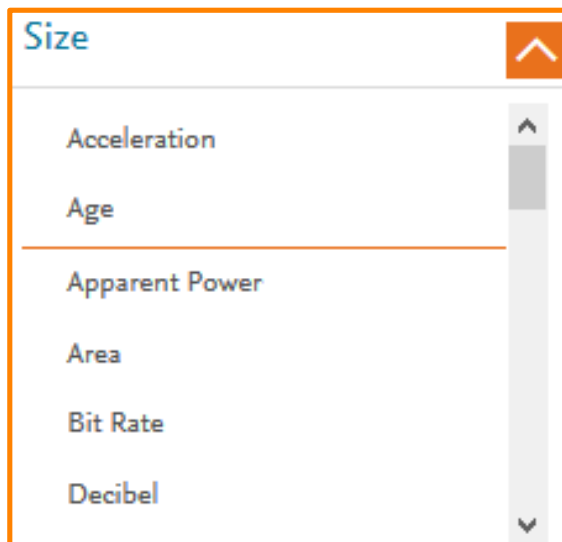 Size
Acceleration
Age
Apparent Power
Area
Bit Rate
Decibel